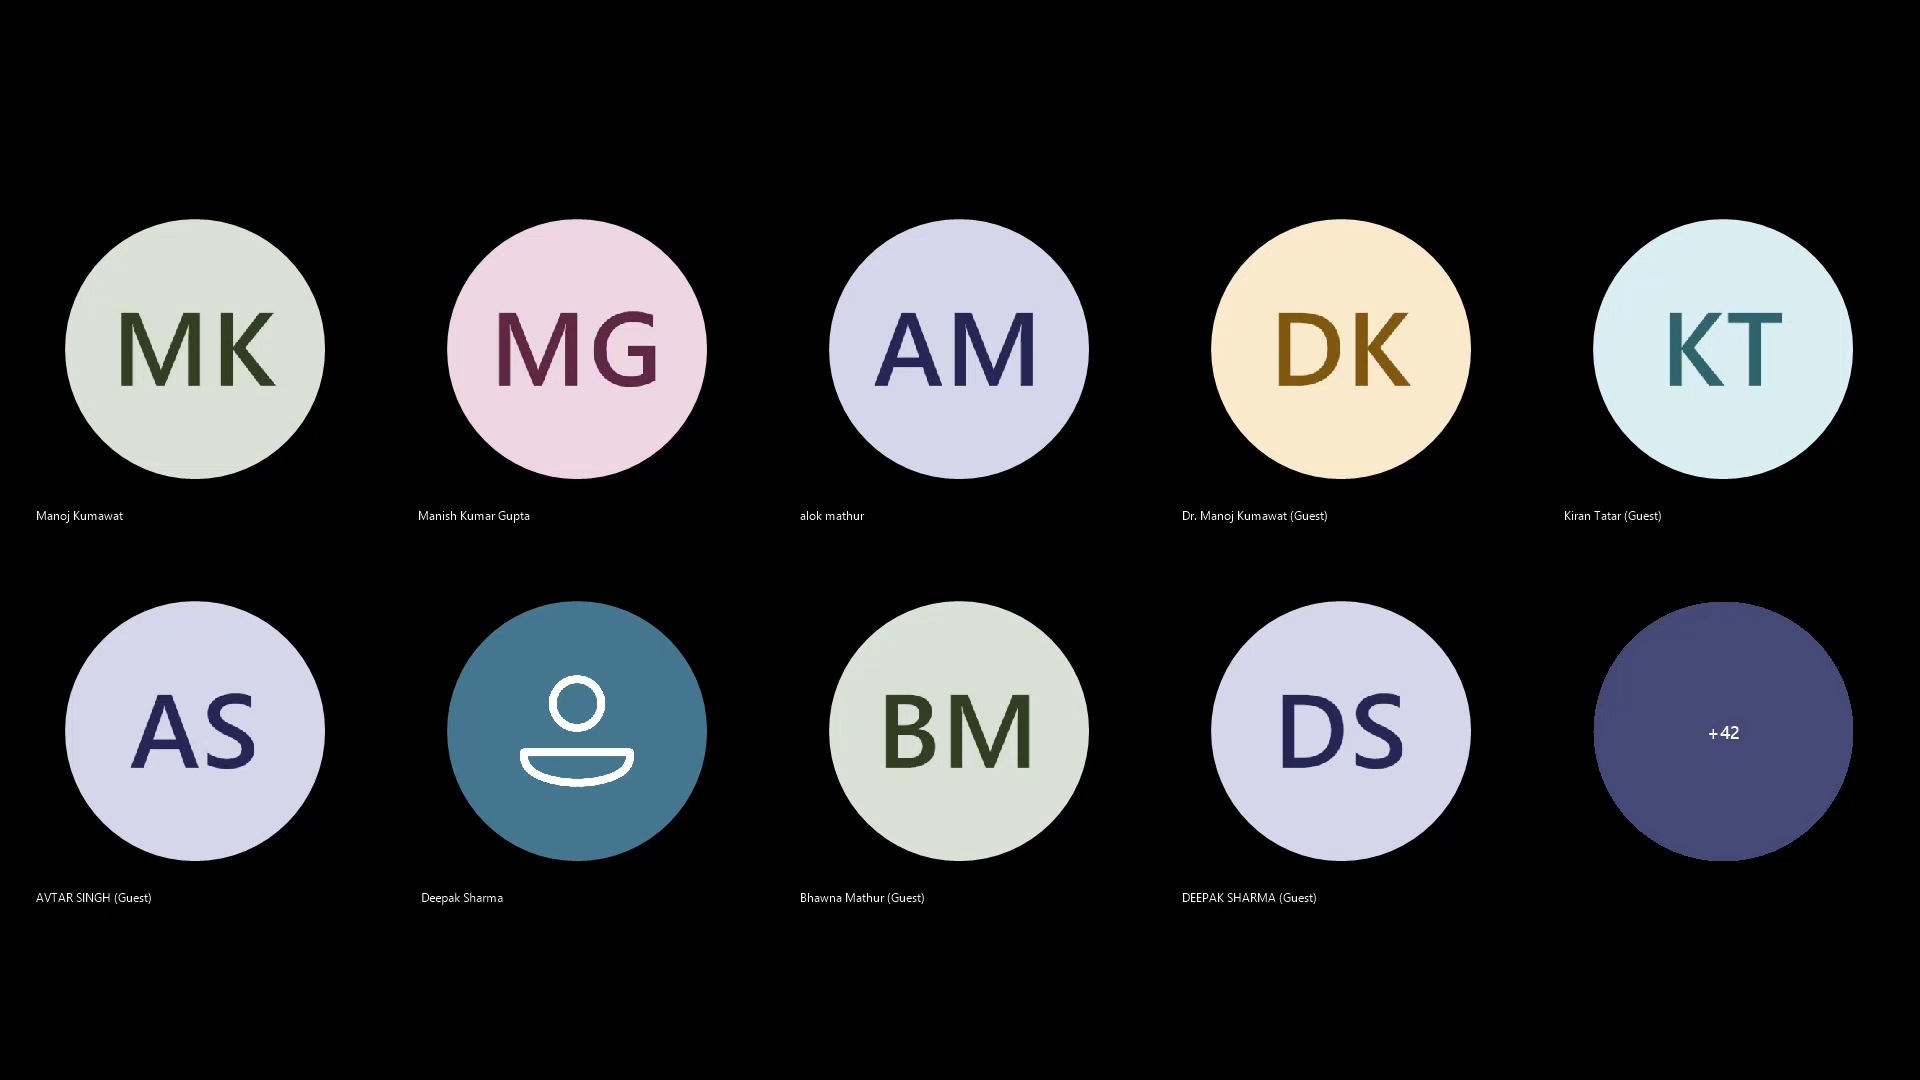 MK
MG
AM
DK
KT
Manoj Kumawat
Manish Kumar Gupta
alok mathur
Dr. Manoj Kumawat (Guest)
Kiran Tatar (Guest)
AS
BM
DS
+42
AVTAR SINGH (Guest)
Deepak Sharma
Bhawna Mathur (Guest)
DEEPAK SHARMA (Guest)